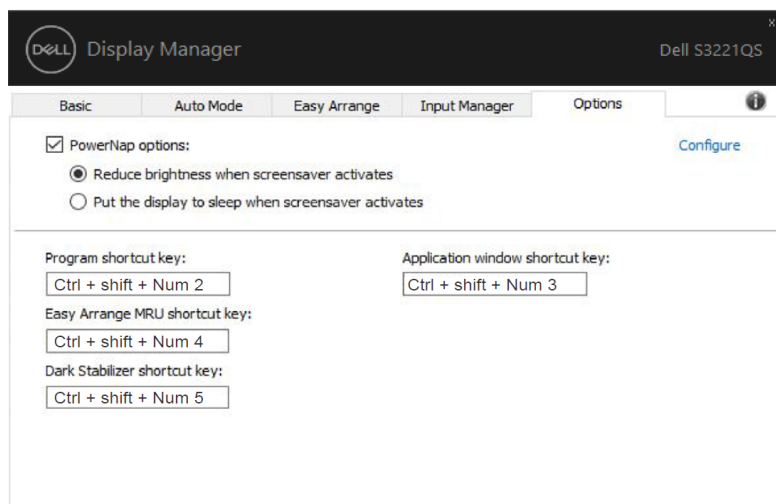 DELL Display Manager
Dell S3221QS
Basic
Auto Mode
Easy Arrange
Input Manager
Options
PowerNap options:
Configure
Reduce brightness when screensaver activates
Put the display to sleep when screensaver activates
Program shortcut key:
Application window shortcut key:
Ctrl + shift + Num 2
Ctrl + shift + Num 3
Easy Arrange MRU shortcut key:
Ctrl + shift + Num 4
Dark Stabilizer shortcut key:
Ctrl + shift + Num 5